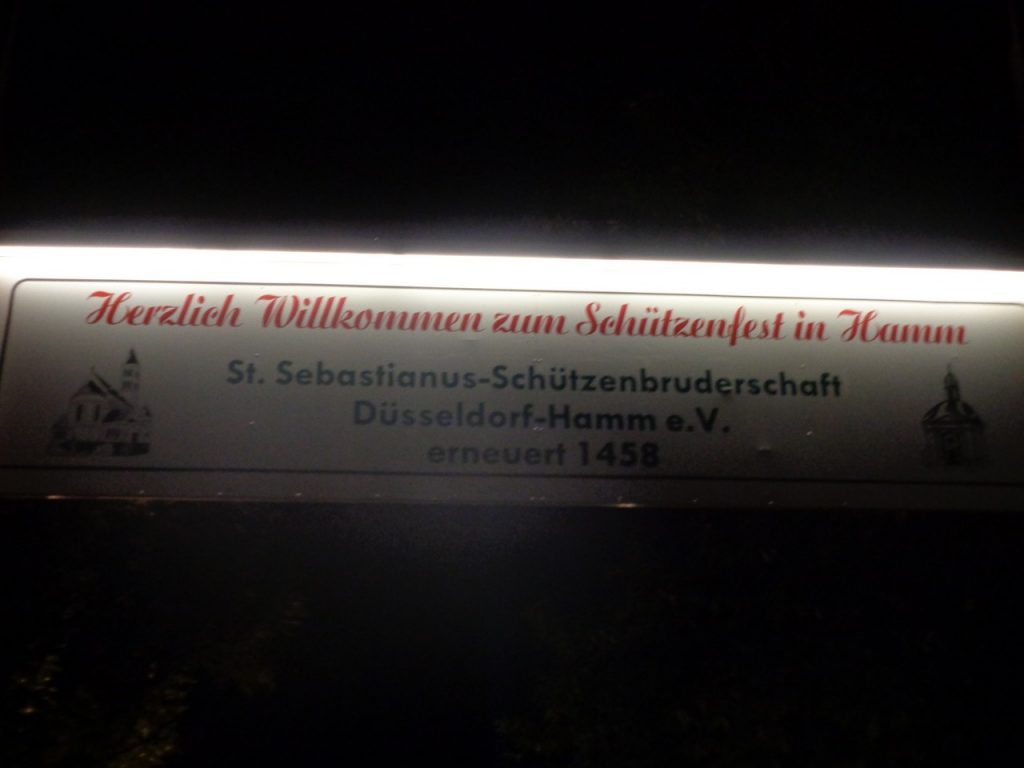 Herzlich Willkommen zum Schützenfest in Hamm
St. Sebastianus-Schützenbruderschaft
Düsseldorf-Hamm e.V.
erneuert 1458